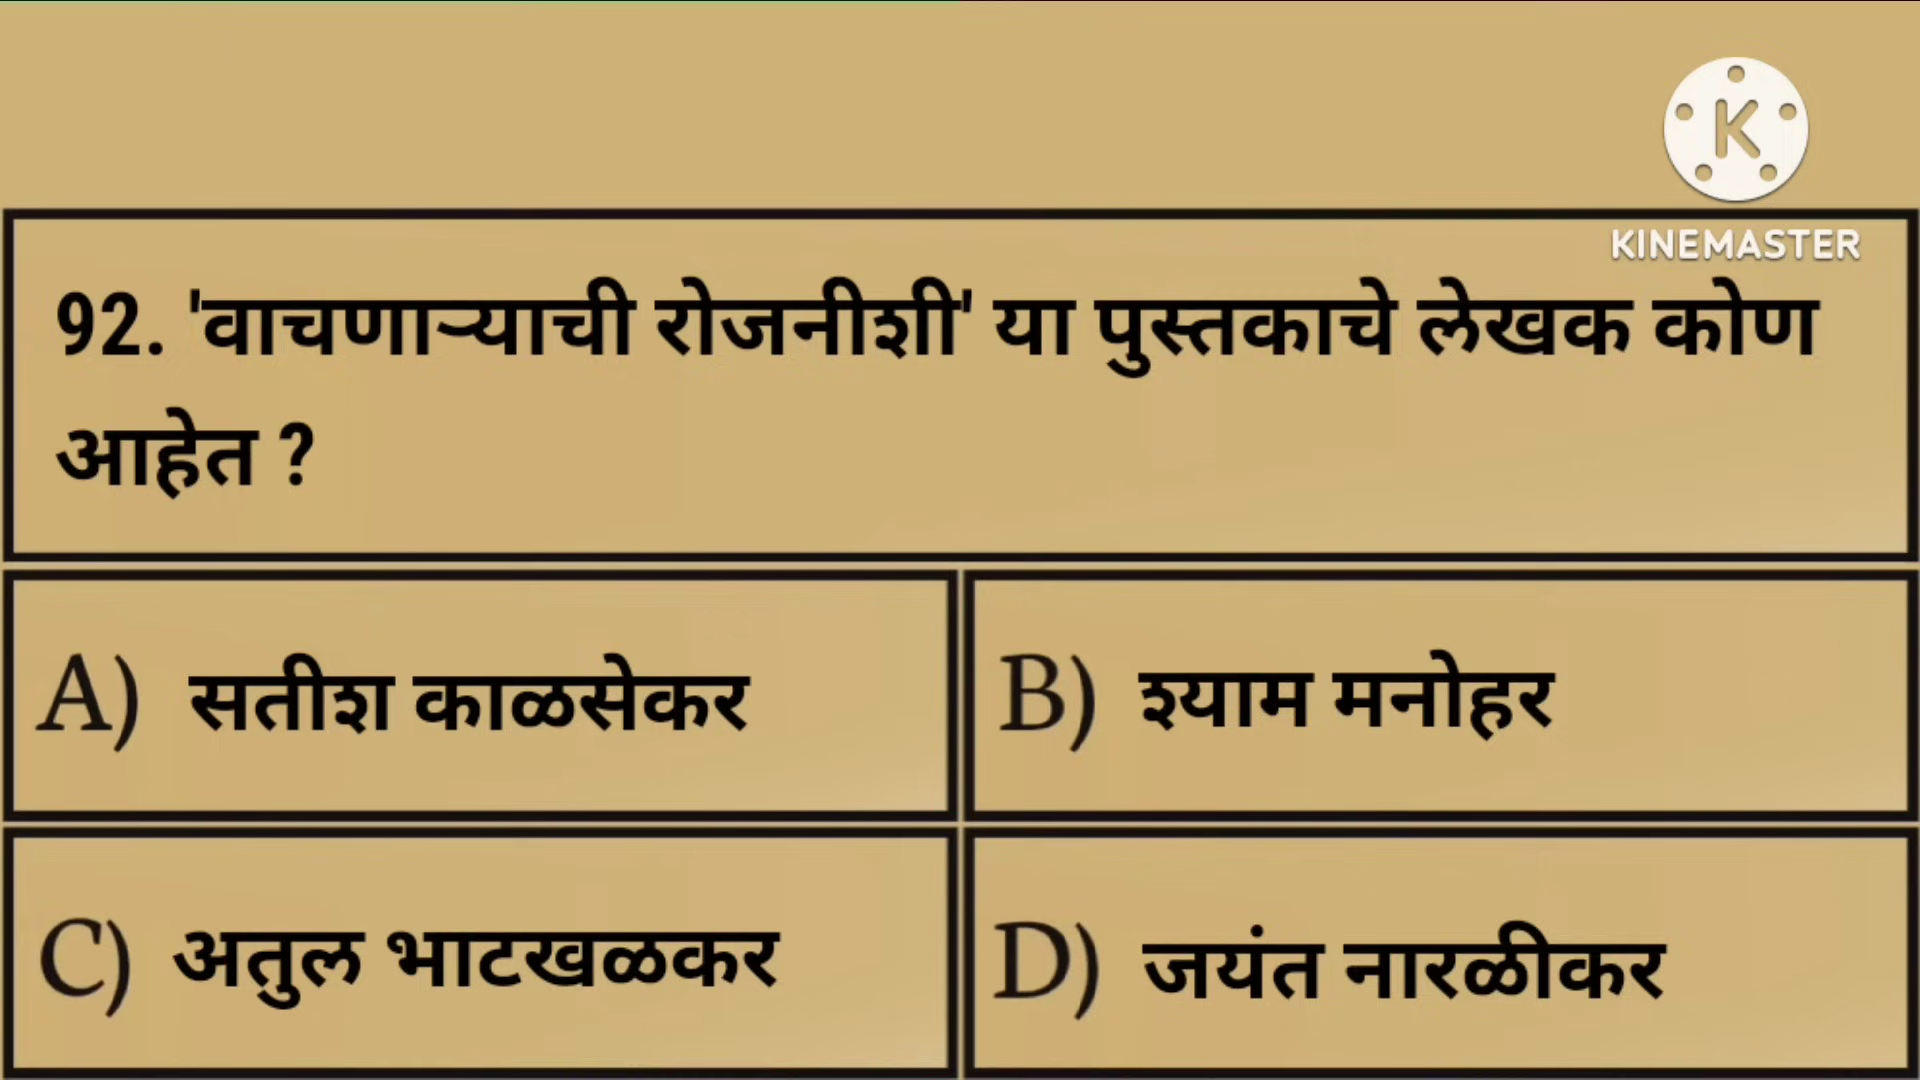 KINEMASTER
92. 'वाचणाऱ्याची रोजनीशी' या पुस्तकाचे लेखक कोण
आहेत ?
A) सतीश काळसेकर
B) श्याम मनोहर
C) अतुल भाटखळकर
D) जयंत नारळीकर